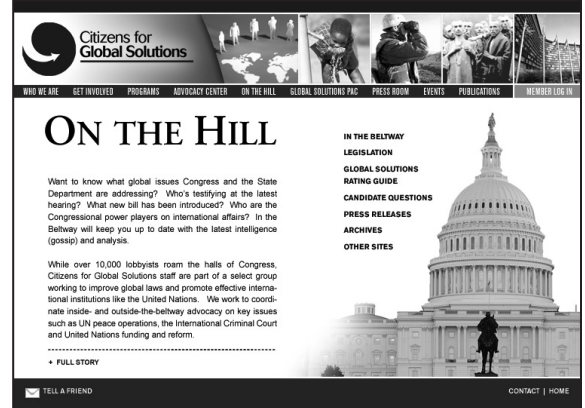 Citizens for
Global Solutions
WHO WE ARE GET INVOLVED PROGRAMS ADVOCACY CENTER ON THE HILL GLOBAL SOLUTIONS PAC PRESS ROOM EVENTS PUBLICATIONS MEMBER LOG IN
ON THE HILL
Want to know what global issues Congress and the State
Department are addressing? Who's testifying at the latest
hearing? What new bill has been introduced? Who are the
Congressional power players on international affairs? In the
Beltway will keep you up to date with the latest intelligence
(gossip) and analysis.
While over 10,000 lobbyists roam the halls of Congress,
Citizens for Global Solutions staff are part of a select group
working to improve global laws and promote effective interna-
tional institutions like the United Nations. We work to coordi-
nate inside- and outside-the-beltway advocacy on key issues
such as UN peace operations, the International Criminal Court
and United Nations funding and reform.
+ FULL STORY
IN THE BELTWAY
LEGISLATION
GLOBAL SOLUTIONS
RATING GUIDE
CANDIDATE QUESTIONS
PRESS RELEASES
ARCHIVES
OTHER SITES
TELL A FRIEND
CONTACT | HOME